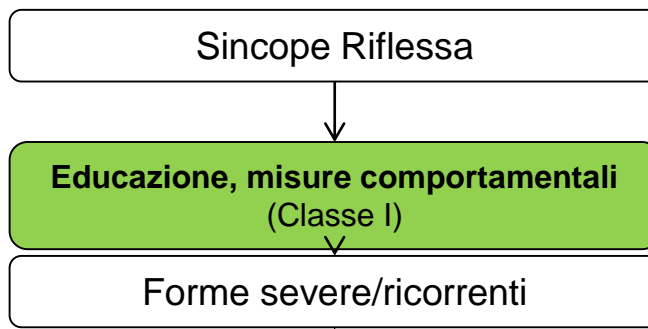 Sincope Riflessa
Educazione, misure comportamentali
(Classe I)
Forme severe/ricorrenti